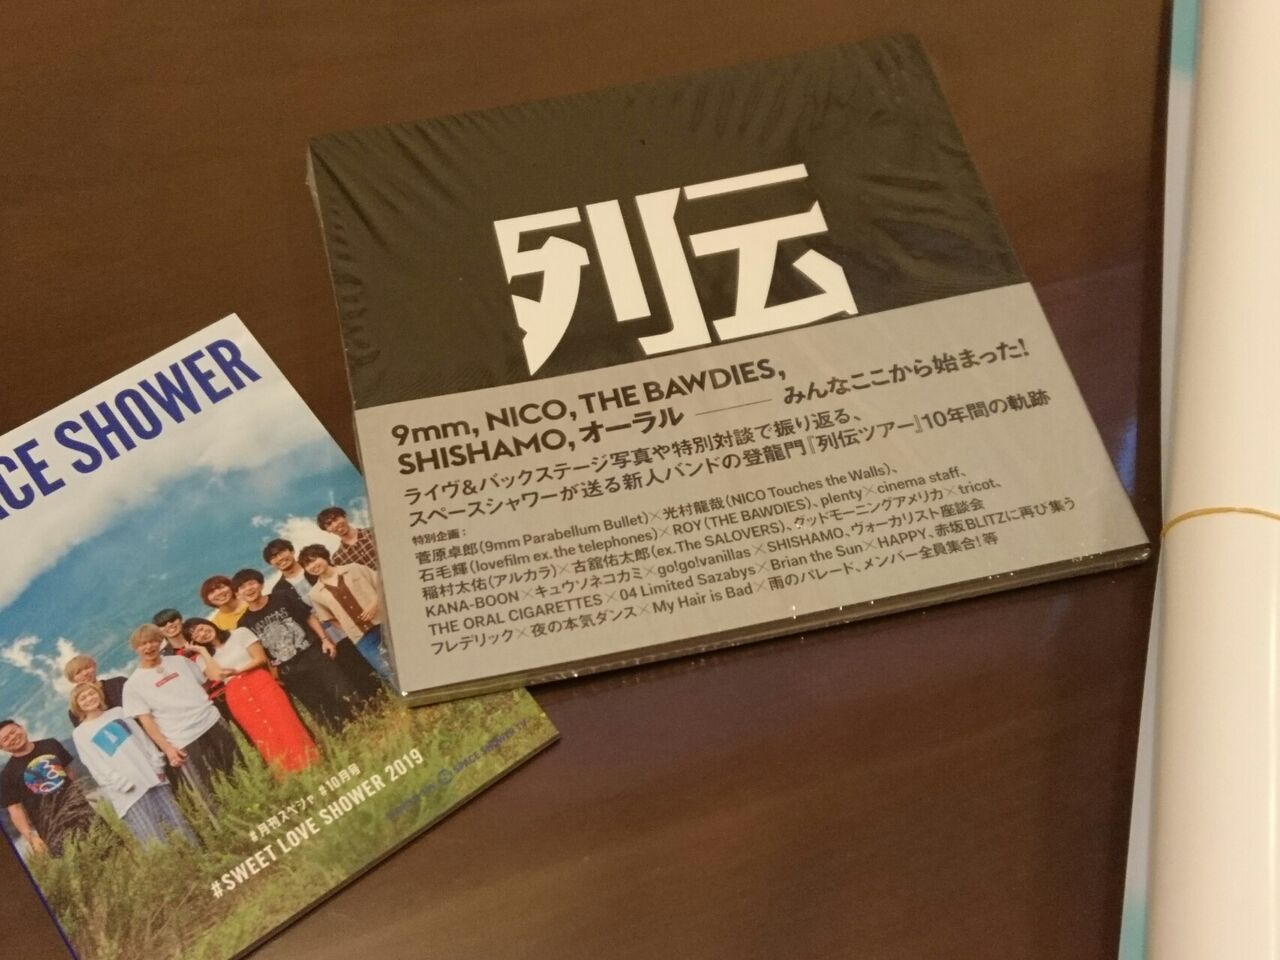 列伝
9mm, NICO, THE BAWDIES,
SHISHAMO, オーラル ――― みんなここから始まった!
ライヴ&バックステージ写真や特別対談で振り返る、
スペースシャワーが送る新人バンドの登龍門『列伝ツアー』10年間の軌跡
特別企画:
菅原卓郎(9mm Parabellum Bullet)×光村龍哉(NICO Touches the Walls)、
石毛輝(lovefilm ex. the telephones)×ROY(THE BAWDIES)、plenty×cinema staff、
稲村太佑(アルカラ)×古舘佑太郎(ex. The SALOVERS)、グッドモーニングアメリカ×tricot、
KANA-BOON×キュウソネコカミ×go!go!vanillas×SHISHAMO、ヴォーカリスト座談会
THE ORAL CIGARETTES×04 Limited Sazabys×Brian the Sun×HAPPY、赤坂BLITZに再び集う
フレデリック×夜の本気ダンス×My Hair is Bad×雨のパレード、メンバー全員集合! 等
ACE SHOWER
#月刊スペシャ #10月号
#SWEET LOVE SHOWER 2019
SPACE SHOWER TV